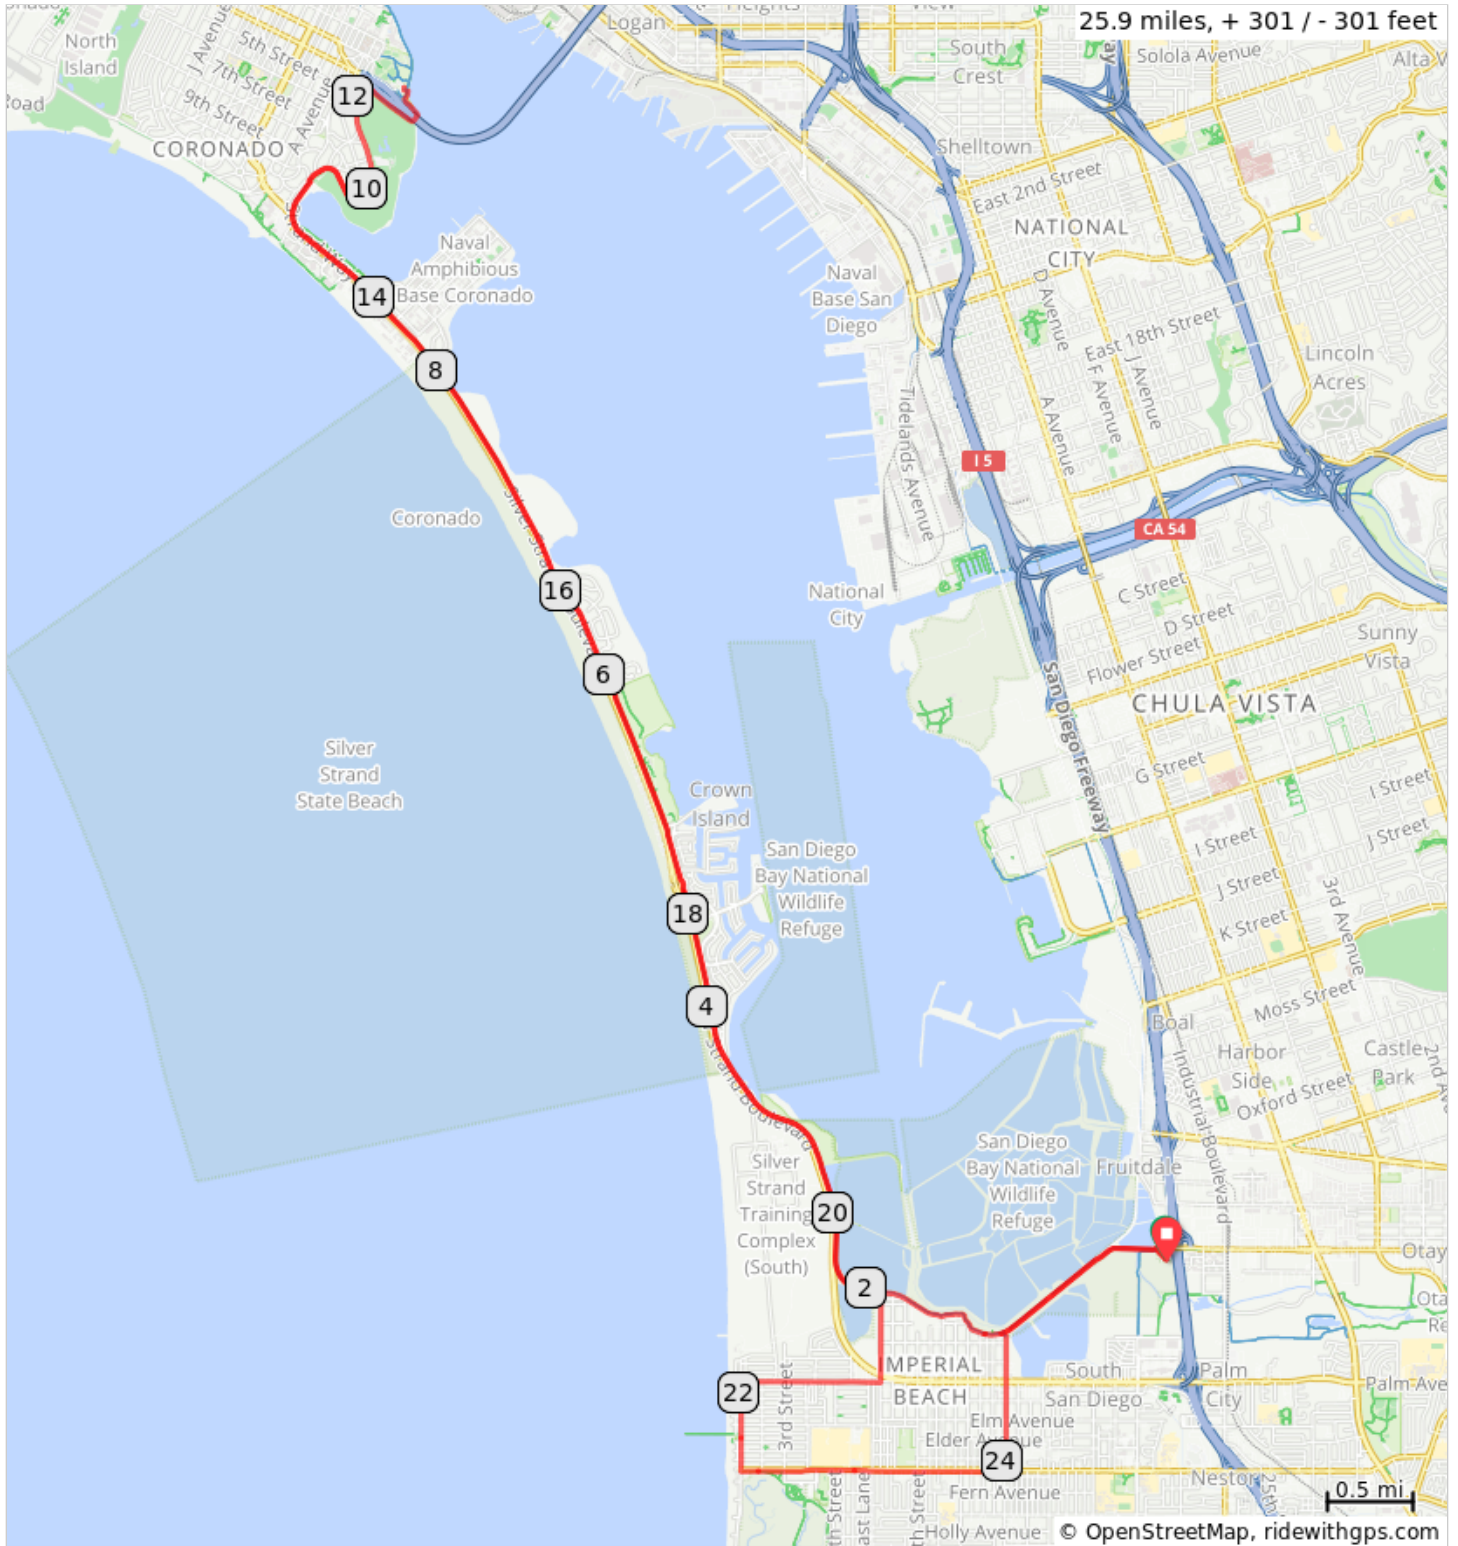 25.9 miles, + 301 / - 301 feet
Logan
Heights
View
North
Island
J Avenue
5th Street
7th Street
9th Street
A Avenue
Road
CORONADO
12
10
14
8
16
6
18
4
20
2
22
24
Naval
Amphibious
Base Coronado
South
Crest
Solola Avenue
Shelltown
East 2nd Street
NATIONAL
CITY
D Avenue
East 18th Street
J Avenue
F Avenue
E
A Avenue
Lincoln
Acres
Naval
Base San
Diego
Tidelands Avenue
I 5
CA 54
Coronado
National
City
C Street
D Street
Flower Street
Sunny
Vista
San Diego Freeway
CHULA VISTA
G Street
I Street
I Street
J Street
J Street
K Street
3rd Avenue
Moss Street
Silver
Strand
State Beach
Crown
Island
San Diego
Bay National
Wildlife
Refuge
Boal
Harbor
Side
Castle
Park
Industrial Boulevard
Oxford Street
Strand Boulevard
Silver
Strand
Training
Complex
(South)
San Diego
Bay National
Wildlife
Refuge
Fruitdale
Otay
IMPERIAL
BEACH
South
San Diego
Palm
City
Palm Ave
3rd Street
Elm Avenue
Elder Avenue
Fern Avenue
Nestor
25th
Holly Avenue
0.5 mi
© OpenStreetMap, ridewithgps.com